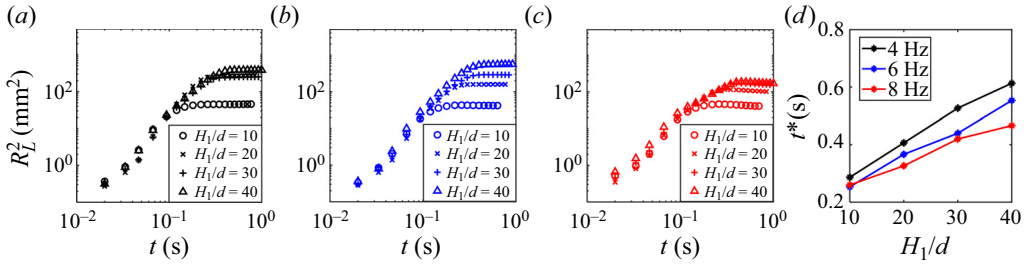 (a)
R_L^2 (mm^2)
10^2
10^0
10^-2 10^-1 10^0
t (s)
H_1/d = 10
H_1/d = 20
H_1/d = 30
H_1/d = 40
(b)
10^2
10^0
10^-2 10^-1 10^0
t (s)
H_1/d = 10
H_1/d = 20
H_1/d = 30
H_1/d = 40
(c)
10^2
10^0
10^-2 10^-1 10^0
t (s)
H_1/d = 10
H_1/d = 20
H_1/d = 30
H_1/d = 40
(d)
t* (s)
0.8
0.6
0.4
0.2
10 20 30 40
H_1/d
4 Hz
6 Hz
8 Hz